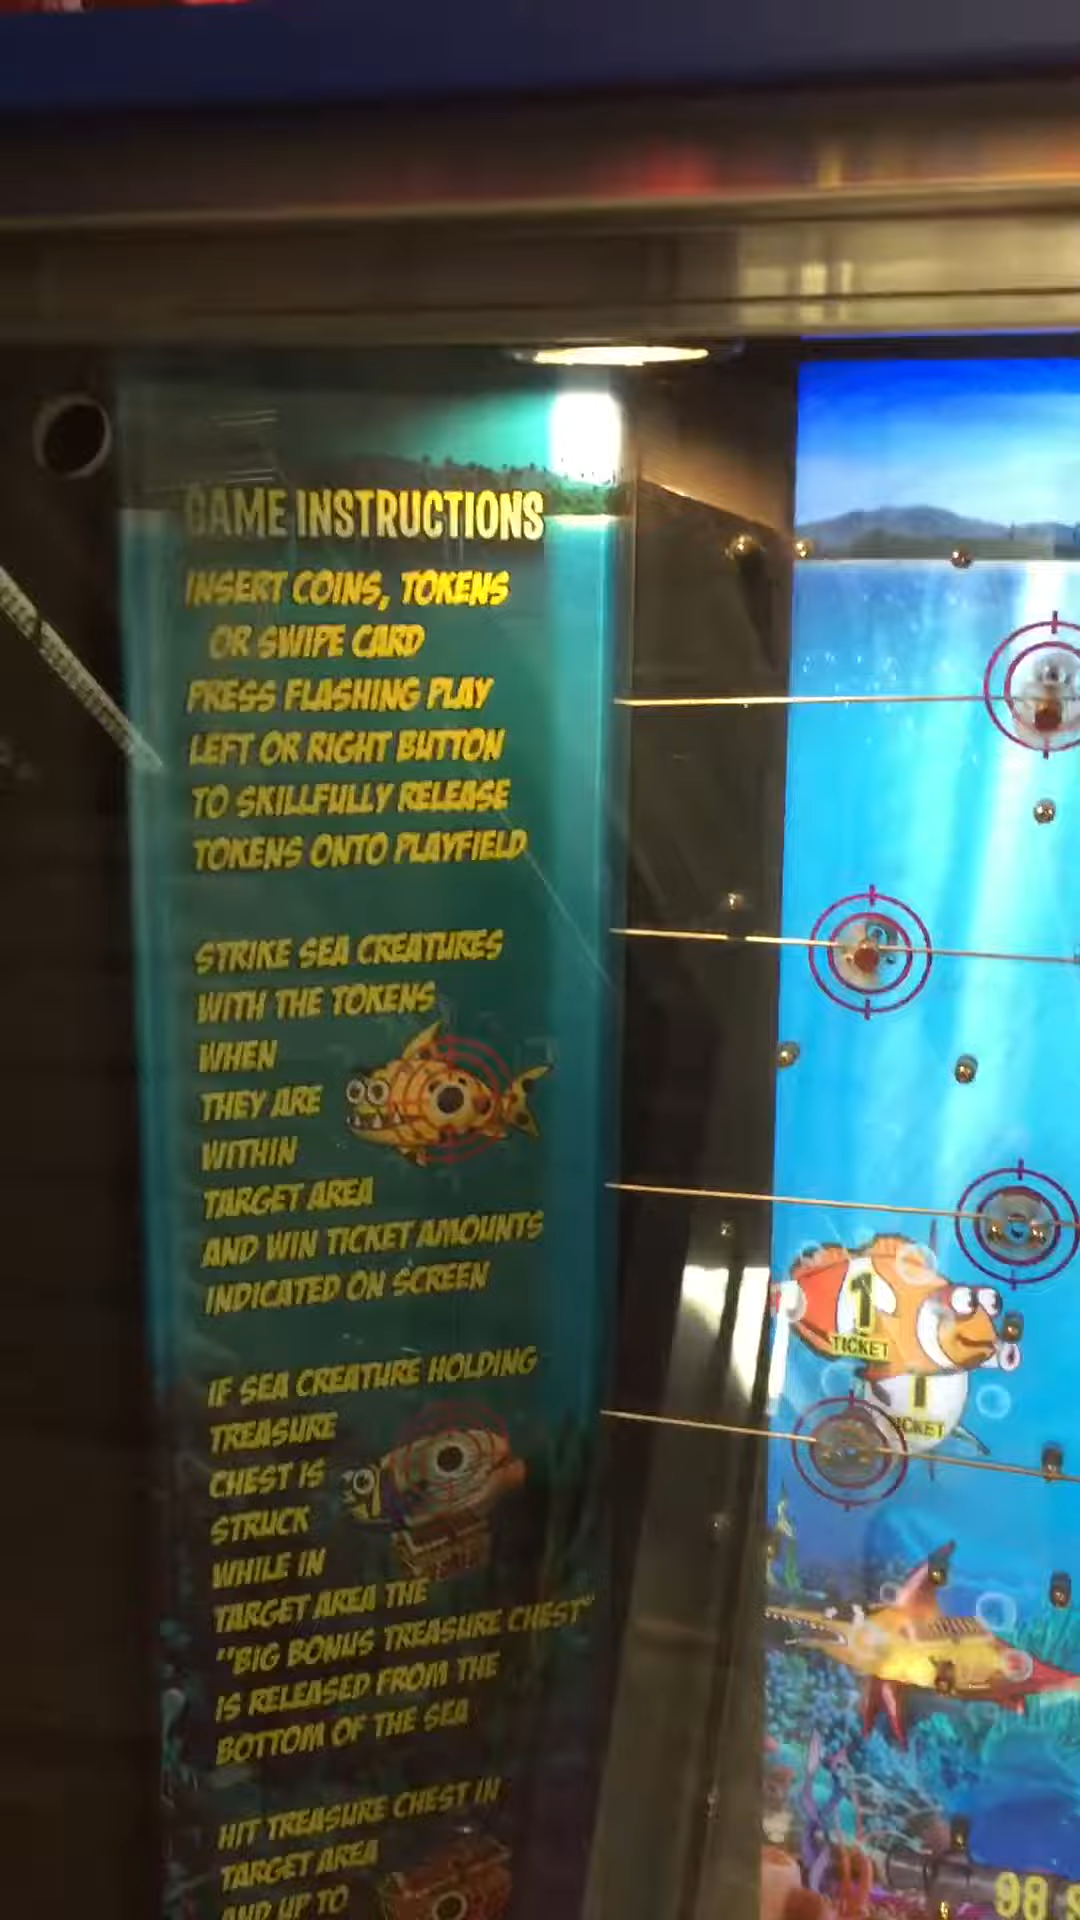 GAME INSTRUCTIONS
INSERT COINS, TOKENS
OR SWIPE CARD
PRESS FLASHING PLAY
LEFT OR RIGHT BUTTON
TO SKILLFULLY RELEASE
TOKENS ONTO PLAYFIELD
STRIKE SEA CREATURES
WITH THE TOKENS
WHEN
THEY ARE
WITHIN
TARGET AREA
AND WIN TICKET AMOUNTS
INDICATED ON SCREEN
IF SEA CREATURE HOLDING
TREASURE
CHEST IS
STRUCK
WHILE IN
TARGET AREA THE
"BIG BONUS TREASURE CHEST"
IS RELEASED FROM THE
BOTTOM OF THE SEA
HIT TREASURE CHEST IN
TARGET AREA
AND UP TO
1
TICKET
1
TICKET